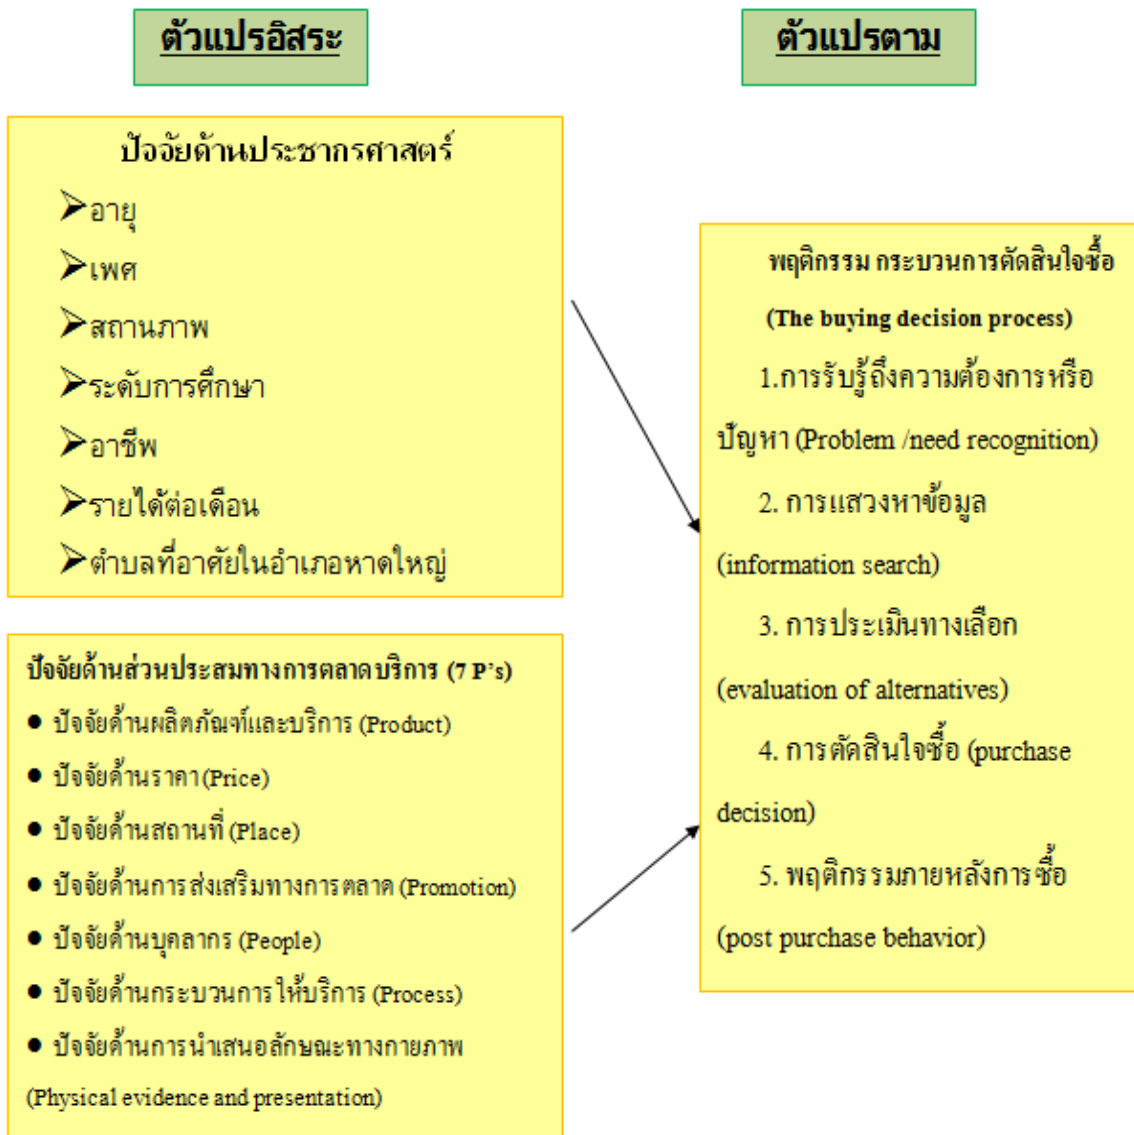 ตัวแปรอิสระ
ตัวแปรตาม
ปัจจัยด้านประชากรศาสตร์
อายุ
เพศ
สถานภาพ
ระดับการศึกษา
อาชีพ
รายได้ต่อเดือน
ตำบลที่อาศัยในอำเภอหาดใหญ่
ปัจจัยด้านส่วนประสมทางการตลาดบริการ (7 P’s)
● ปัจจัยด้านผลิตภัณฑ์และบริการ (Product)
● ปัจจัยด้านราคา (Price)
● ปัจจัยด้านสถานที่ (Place)
● ปัจจัยด้านการส่งเสริมทางการตลาด (Promotion)
● ปัจจัยด้านบุคลากร (People)
● ปัจจัยด้านกระบวนการให้บริการ (Process)
● ปัจจัยด้านการนำเสนอลักษณะทางกายภาพ
(Physical evidence and presentation)
พฤติกรรม กระบวนการตัดสินใจซื้อ
(The buying decision process)
1.การรับรู้ถึงความต้องการหรือ
ปัญหา (Problem /need recognition)
2. การแสวงหาข้อมูล
(information search)
3. การประเมินทางเลือก
(evaluation of alternatives)
4. การตัดสินใจซื้อ (purchase
decision)
5. พฤติกรรมภายหลังการซื้อ
(post purchase behavior)